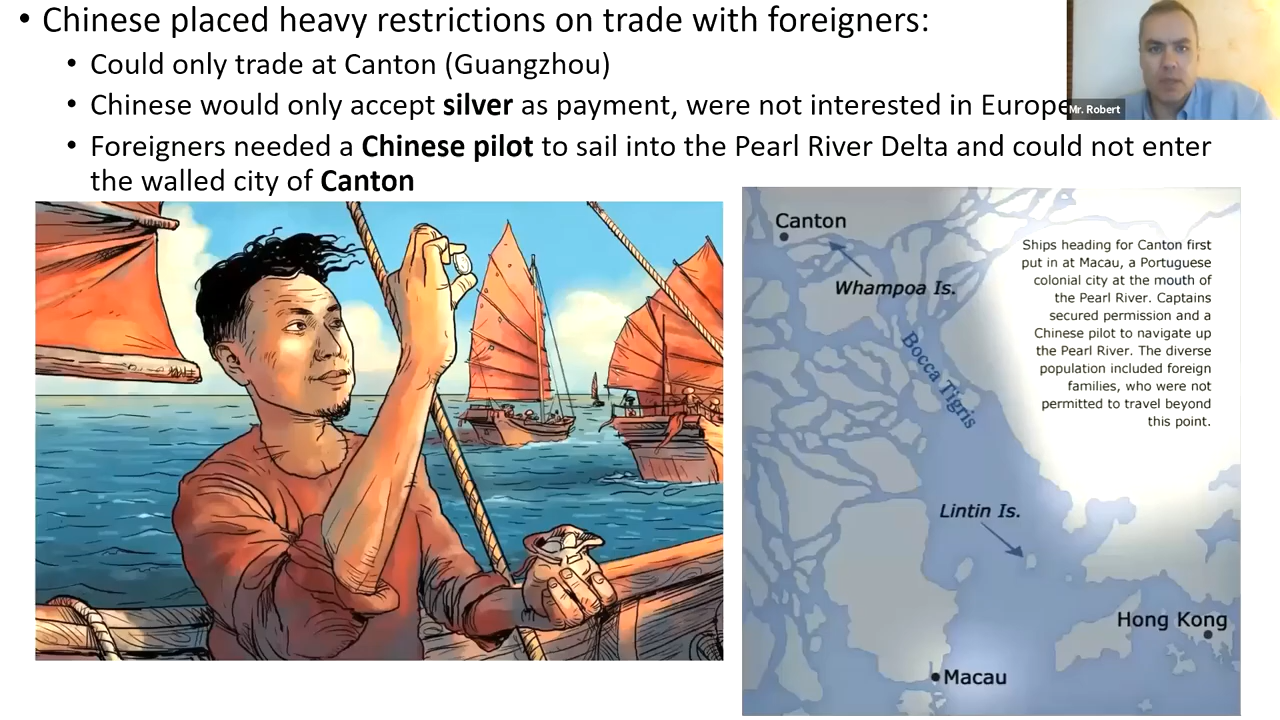 • Chinese placed heavy restrictions on trade with foreigners:
• Could only trade at Canton (Guangzhou)
• Chinese would only accept silver as payment, were not interested in Europe
Mr. Robert
• Foreigners needed a Chinese pilot to sail into the Pearl River Delta and could not enter
the walled city of Canton
Canton
Whampoa Is.
Bocca Tigris
Ships heading for Canton first
put in at Macau, a Portuguese
colonial city at the mouth of
the Pearl River. Captains
secured permission and a
Chinese pilot to navigate up
the Pearl River. The diverse
population included foreign
families, who were not
permitted to travel beyond
this point.
Lintin Is.
Hong Kong
Macau